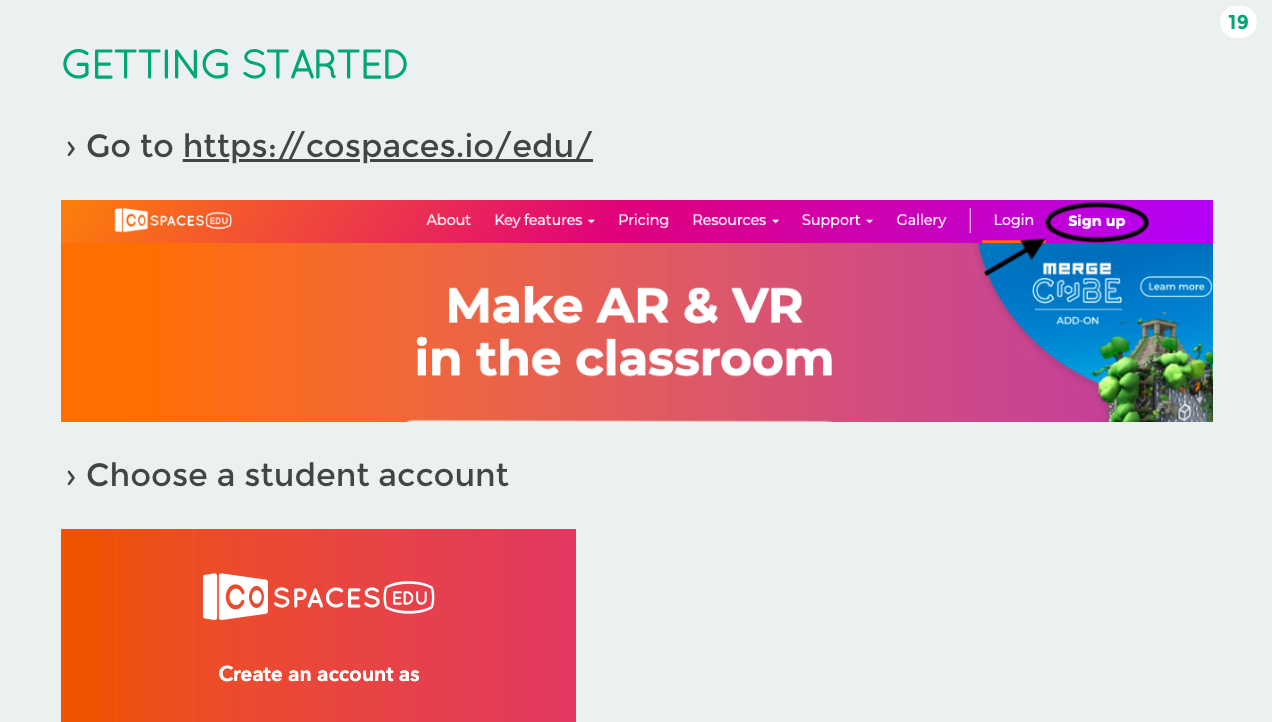 19
GETTING STARTED
› Go to https://cospaces.io/edu/
CO SPACES EDU About Key features Pricing Resources Support Gallery Login Sign up
MERGE
CUBE
Learn more
ADD-ON
Make AR & VR
in the classroom
› Choose a student account
CO SPACES EDU
Create an account as